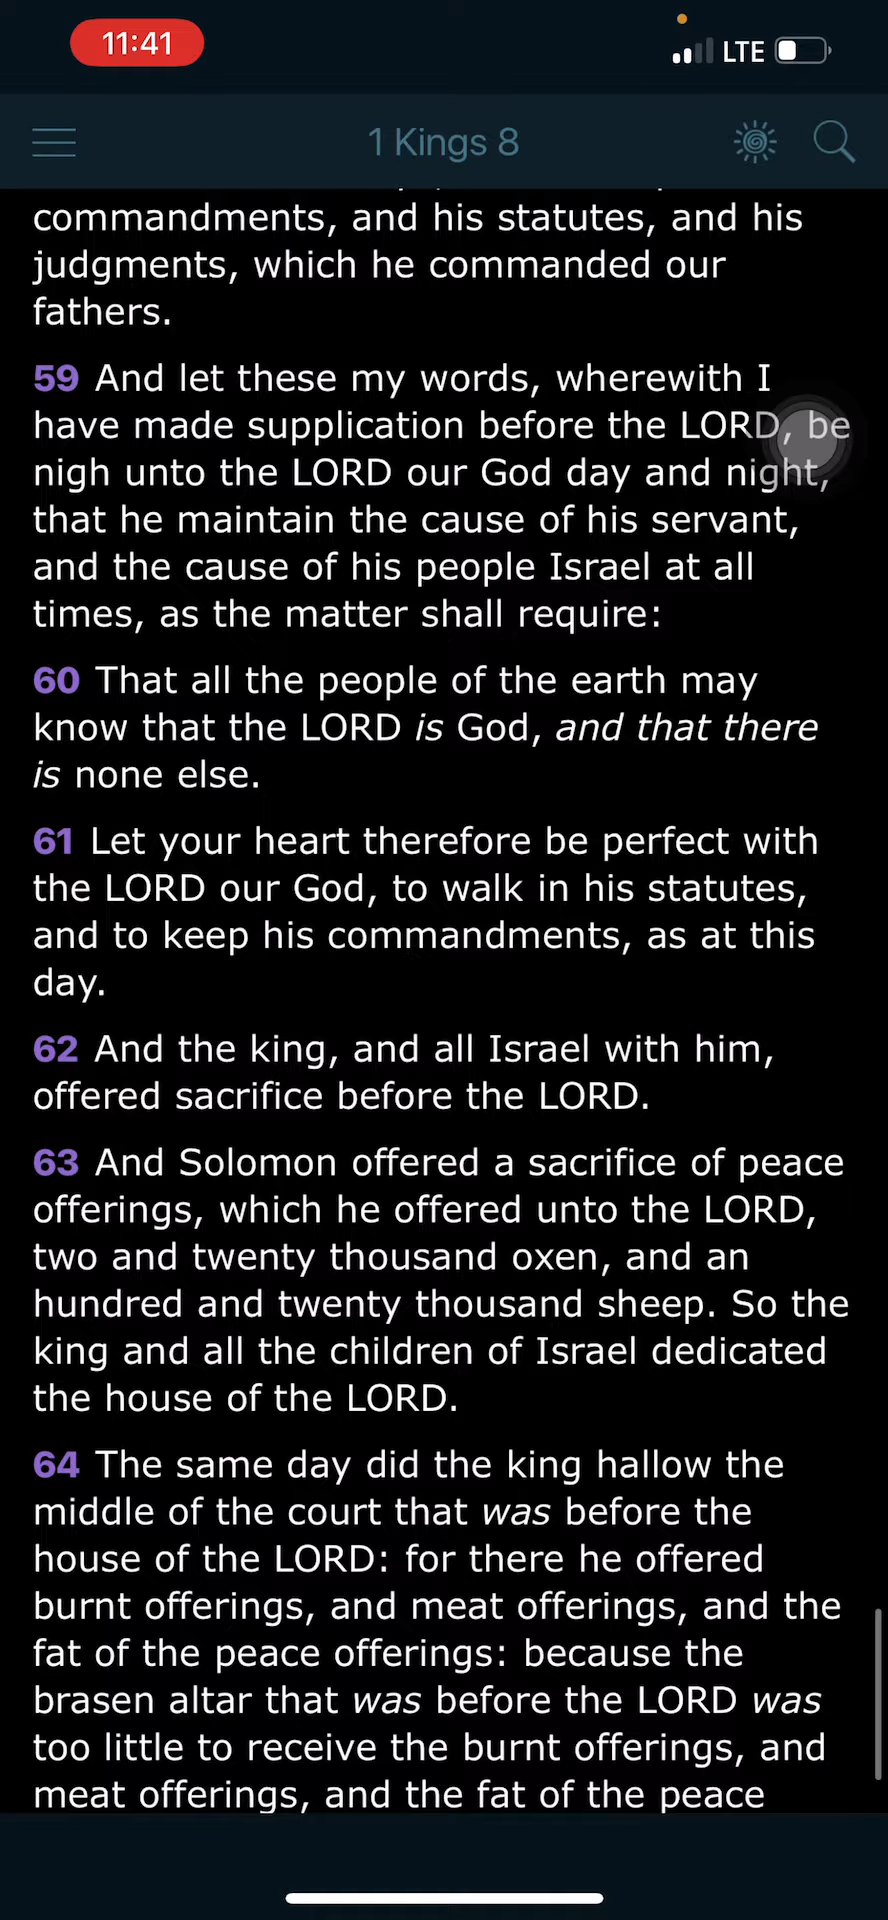 11:41
LTE
1 Kings 8
commandments, and his statutes, and his
judgments, which he commanded our
fathers.
59 And let these my words, wherewith I
have made supplication before the LORD, be
nigh unto the LORD our God day and night,
that he maintain the cause of his servant,
and the cause of his people Israel at all
times, as the matter shall require:
60 That all the people of the earth may
know that the LORD is God, and that there
is none else.
61 Let your heart therefore be perfect with
the LORD our God, to walk in his statutes,
and to keep his commandments, as at this
day.
62 And the king, and all Israel with him,
offered sacrifice before the LORD.
63 And Solomon offered a sacrifice of peace
offerings, which he offered unto the LORD,
two and twenty thousand oxen, and an
hundred and twenty thousand sheep. So the
king and all the children of Israel dedicated
the house of the LORD.
64 The same day did the king hallow the
middle of the court that was before the
house of the LORD: for there he offered
burnt offerings, and meat offerings, and the
fat of the peace offerings: because the
brasen altar that was before the LORD was
too little to receive the burnt offerings, and
meat offerings, and the fat of the peace